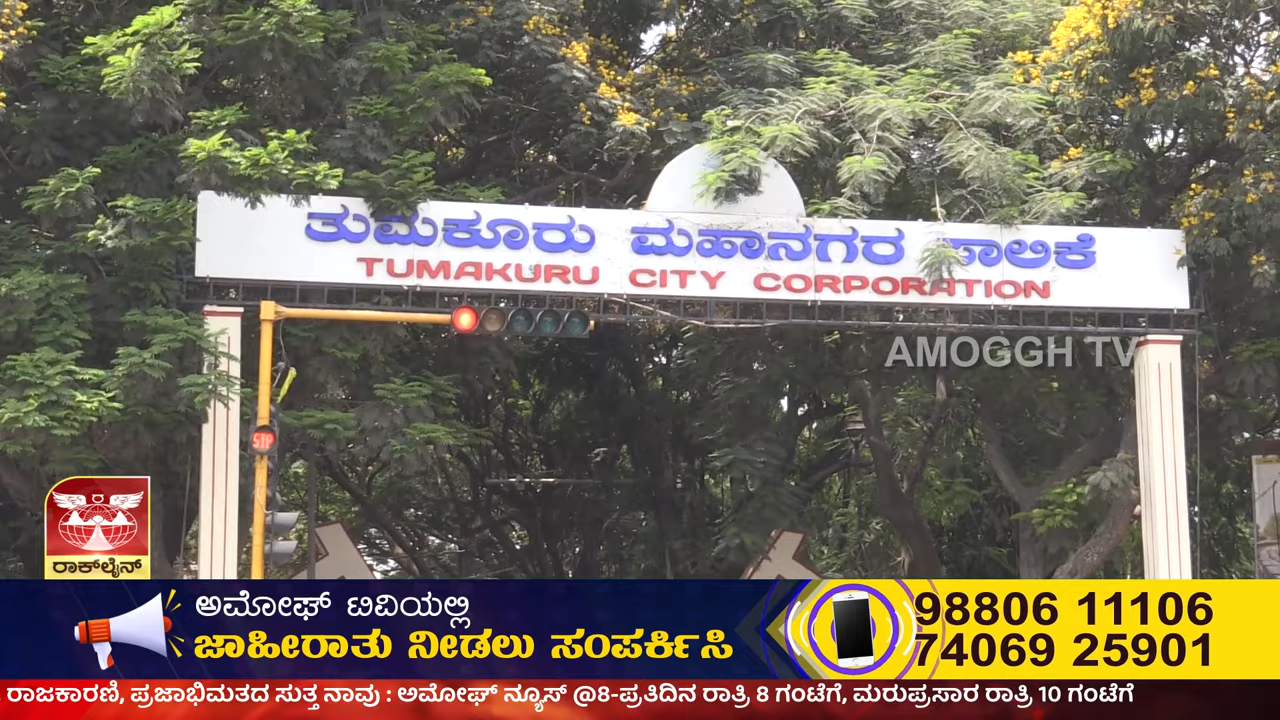 ತುಮಕೂರು ಮಹಾನಗರ ಪಾಲಿಕೆ
TUMAKURU CITY CORPORATION
AMOGGH TV
STOP
ರಾಕ್‌ಲೈನ್
ಅಮೋಘ್ ಟಿವಿಯಲ್ಲಿ
ಜಾಹೀರಾತು ನೀಡಲು ಸಂಪರ್ಕಿಸಿ
98806 11106
74069 25901
ರಾಜಕಾರಣಿ, ಪ್ರಜಾಭಿಮತದ ಸುತ್ತ ನಾವು : ಅಮೋಘ್ ನ್ಯೂಸ್ @8-ಪ್ರತಿದಿನ ರಾತ್ರಿ 8 ಗಂಟೆಗೆ, ಮರುಪ್ರಸಾರ ರಾತ್ರಿ 10 ಗಂಟೆಗೆ